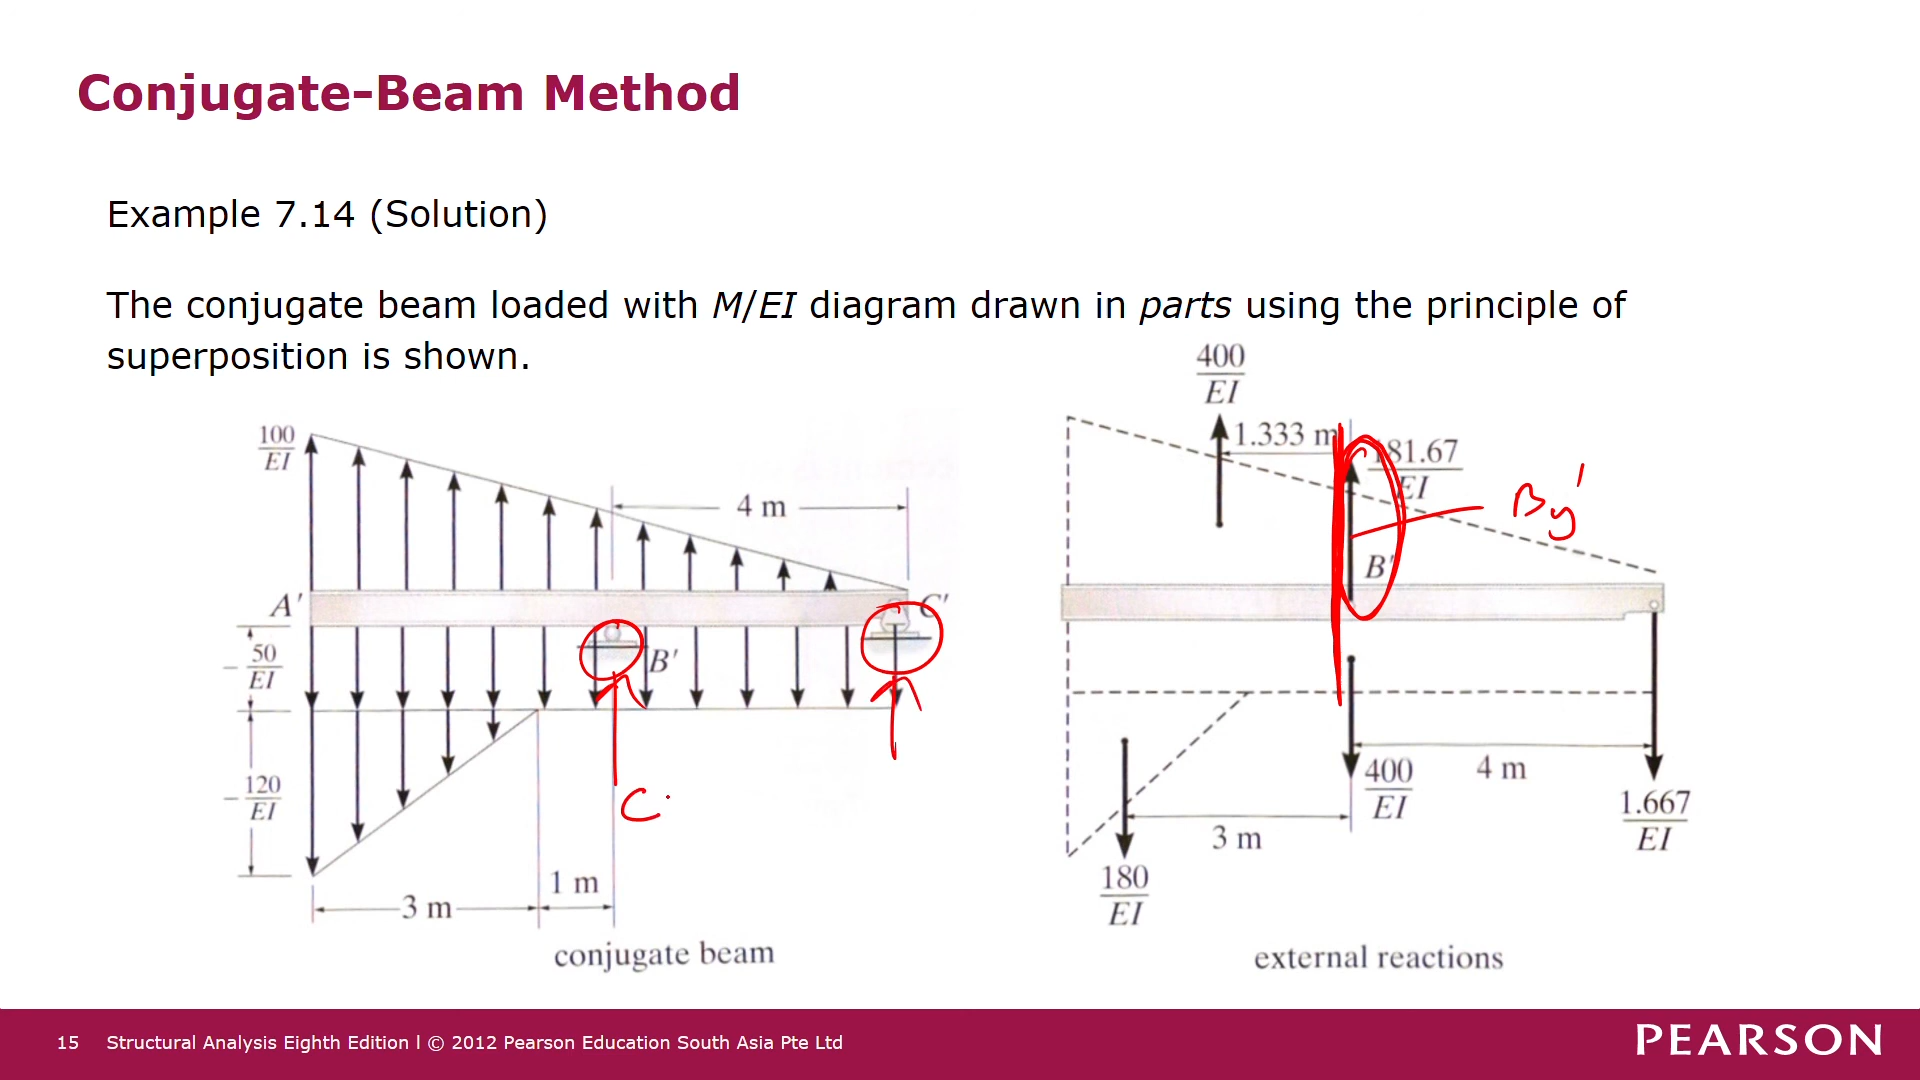 Conjugate-Beam Method
Example 7.14 (Solution)
The conjugate beam loaded with M/EI diagram drawn in parts using the principle of
superposition is shown.
100
EI
4 m
A'
C'
B'
- 50
EI
- 120
EI
3 m
1 m
C.
conjugate beam
400
EI
1.333 m
181.67
EI
By'
B'
400
EI
4 m
3 m
1.667
EI
180
EI
external reactions
15 Structural Analysis Eighth Edition l © 2012 Pearson Education South Asia Pte Ltd
PEARSON